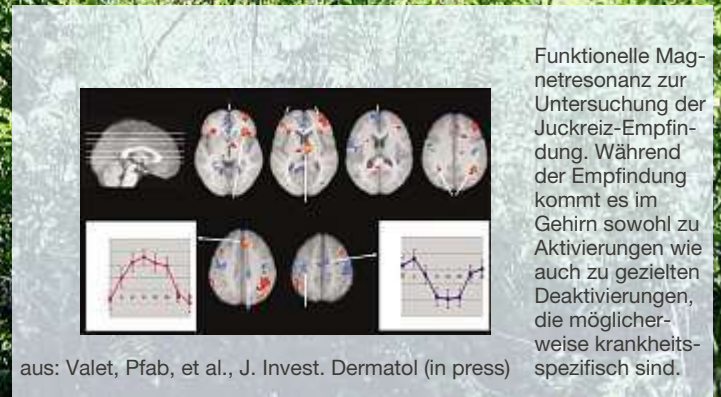 Funktionelle Mag-
netresonanz zur
Untersuchung der
Juckreiz-Empfin-
dung. Während
der Empfindung
kommt es im
Gehirn sowohl zu
Aktivierungen wie
auch zu gezielten
Deaktivierungen,
die möglicher-
weise krankheits-
spezifisch sind.
aus: Valet, Pfab, et al., J. Invest. Dermatol (in press)